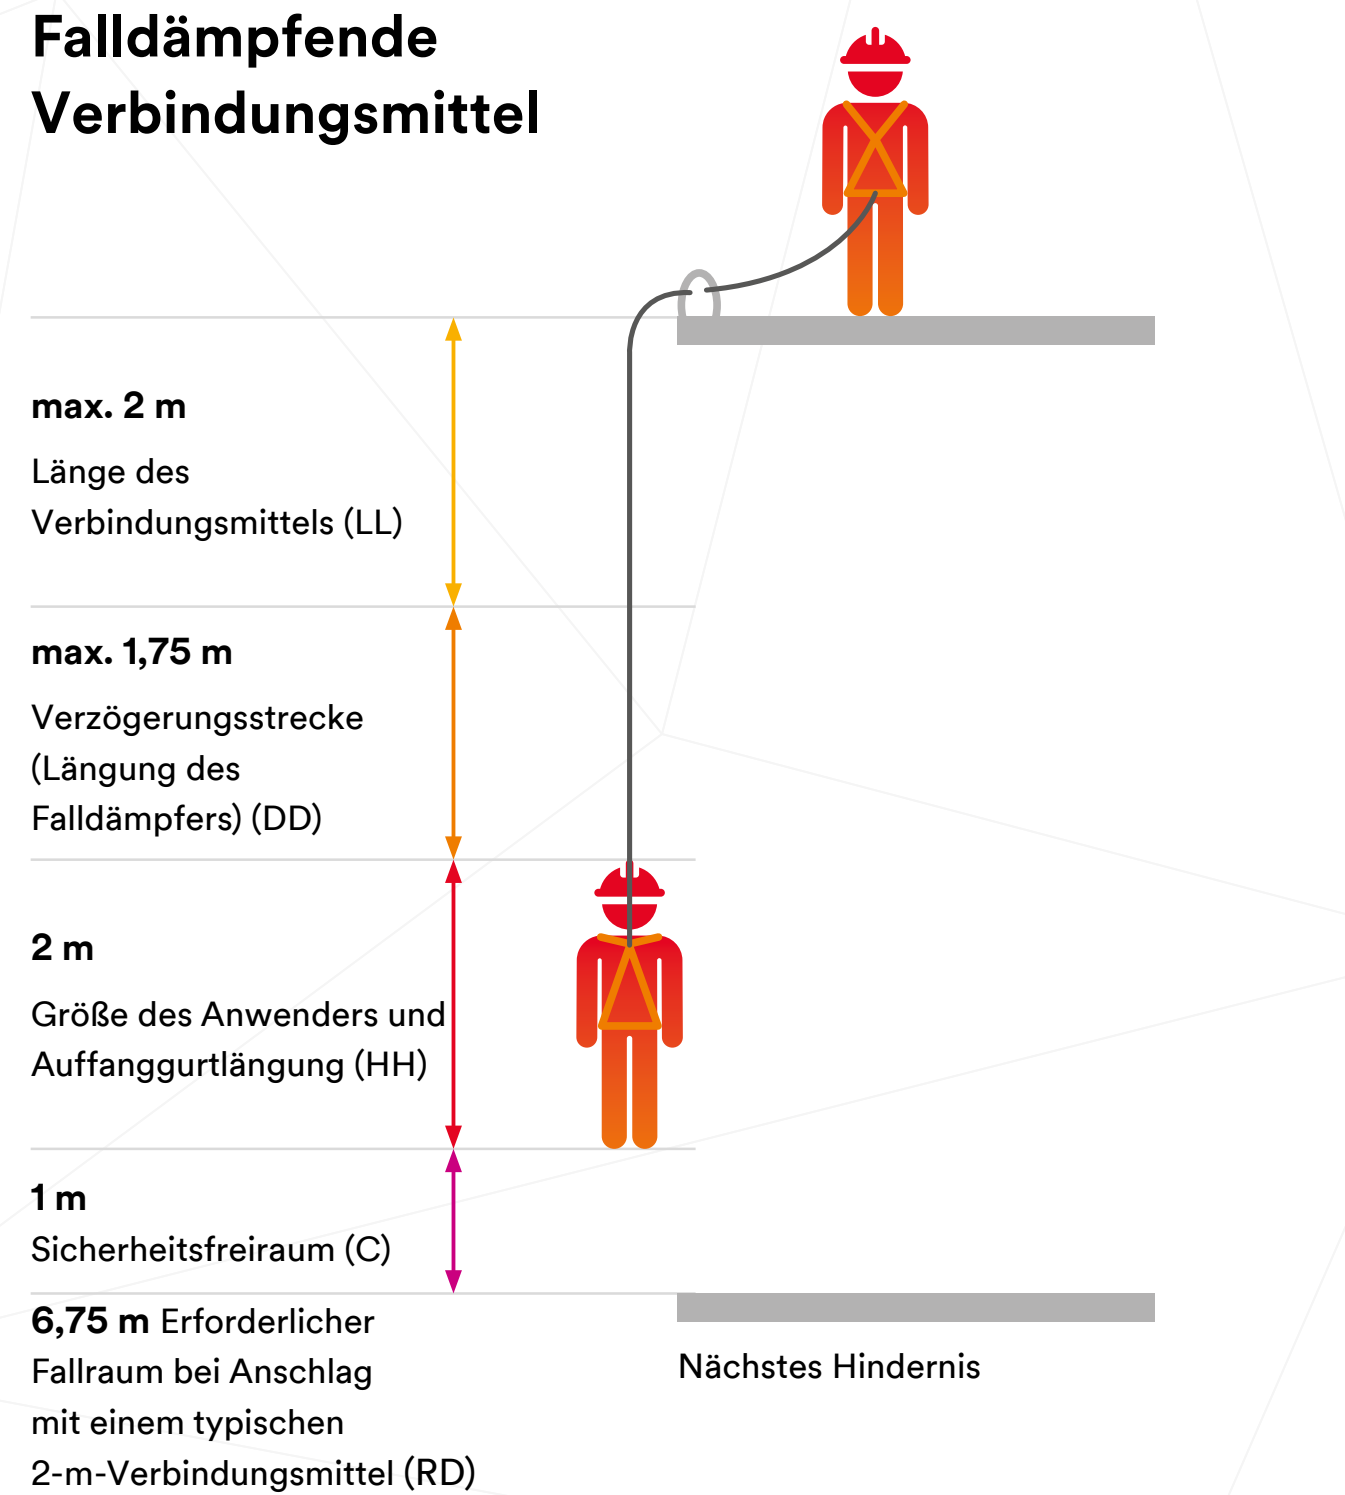 Falldämpfende
Verbindungsmittel
max. 2 m
Länge des
Verbindungsmittels (LL)
max. 1,75 m
Verzögerungsstrecke
(Längung des
Falldämpfers) (DD)
2 m
Größe des Anwenders und
Auffanggurtlängung (HH)
1 m
Sicherheitsfreiraum (C)
6,75 m Erforderlicher
Fallraum bei Anschlag
mit einem typischen
2-m-Verbindungsmittel (RD)
Nächstes Hindernis